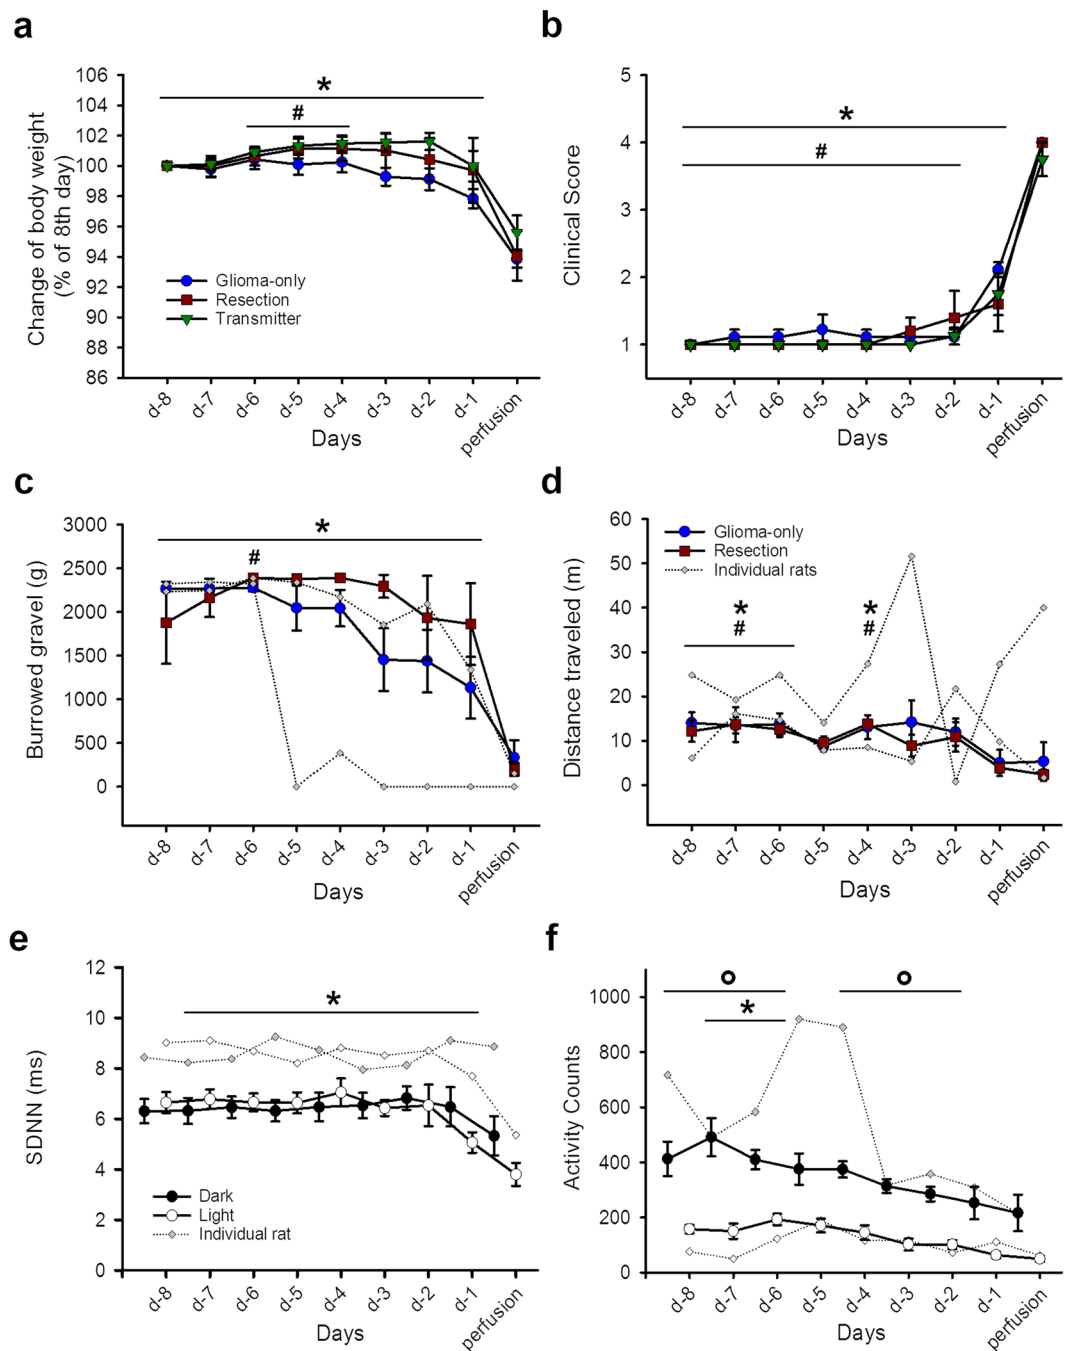 a
Change of body weight
(% of 8th day)
106
104
102
100
98
96
94
92
90
88
86
*
#
Glioma-only
Resection
Transmitter
d-8
d-7
d-6
d-5
d-4
d-3
d-2
d-1
perfusion
Days
b
Clinical Score
5
4
3
2
1
*
#
d-8
d-7
d-6
d-5
d-4
d-3
d-2
d-1
perfusion
Days
c
Burrowed gravel (g)
3000
2500
2000
1500
1000
500
0
*
#
d-8
d-7
d-6
d-5
d-4
d-3
d-2
d-1
perfusion
Days
d
Distance traveled (m)
60
50
40
30
20
10
0
Glioma-only
Resection
Individual rats
*
#
*
#
d-8
d-7
d-6
d-5
d-4
d-3
d-2
d-1
perfusion
Days
e
SDNN (ms)
12
10
8
6
4
2
0
*
Dark
Light
Individual rat
d-8
d-7
d-6
d-5
d-4
d-3
d-2
d-1
perfusion
Days
f
Activity Counts
1000
800
600
400
200
0
*
d-8
d-7
d-6
d-5
d-4
d-3
d-2
d-1
perfusion
Days